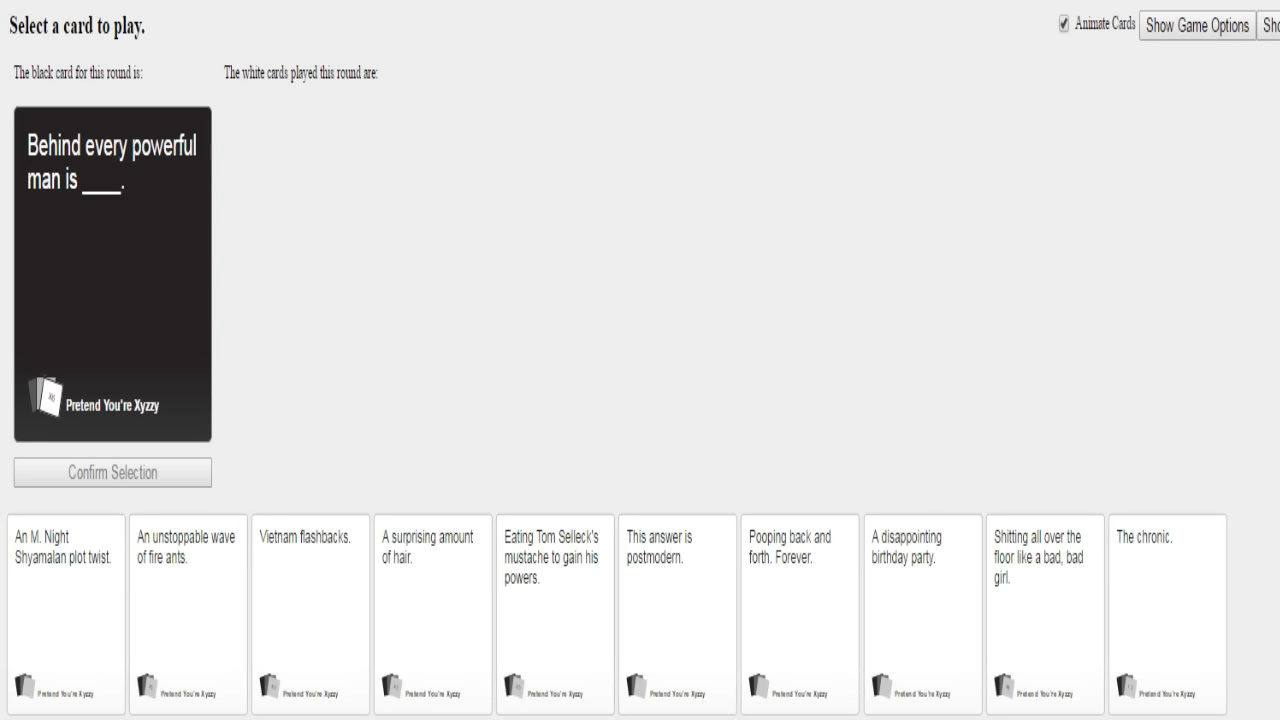 Select a card to play.
Animate Cards
Show Game Options
Sho
The black card for this round is:
The white cards played this round are:
Behind every powerful
man is ____.
Pretend You're Xyzzy
Confirm Selection
An M. Night
Shyamalan plot twist.
Pretend You're Xyzzy
An unstoppable wave
of fire ants.
Pretend You're Xyzzy
Vietnam flashbacks.
Pretend You're Xyzzy
A surprising amount
of hair.
Pretend You're Xyzzy
Eating Tom Selleck's
mustache to gain his
powers.
Pretend You're Xyzzy
This answer is
postmodern.
Pretend You're Xyzzy
Pooping back and
forth. Forever.
Pretend You're Xyzzy
A disappointing
birthday party.
Pretend You're Xyzzy
Shitting all over the
floor like a bad, bad
girl.
Pretend You're Xyzzy
The chronic.
Pretend You're Xyzzy